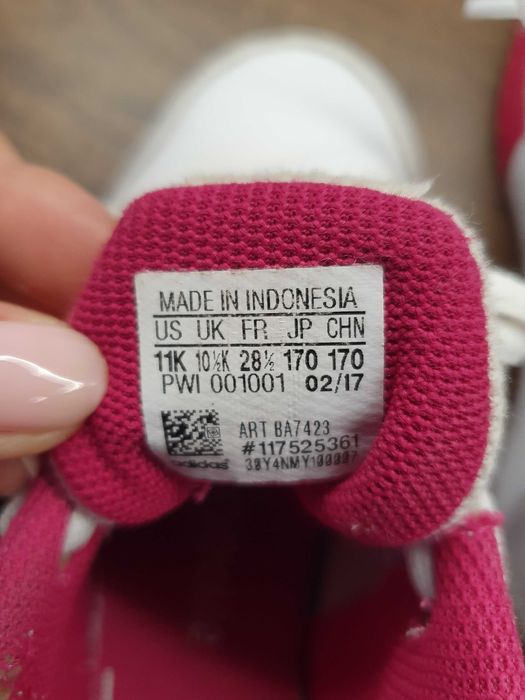 MADE IN INDONESIA
US UK FR JP CHN
11K 10½K 28½ 170 170
PWI 001001 02/17
ART BA7423
#117525361
adidas